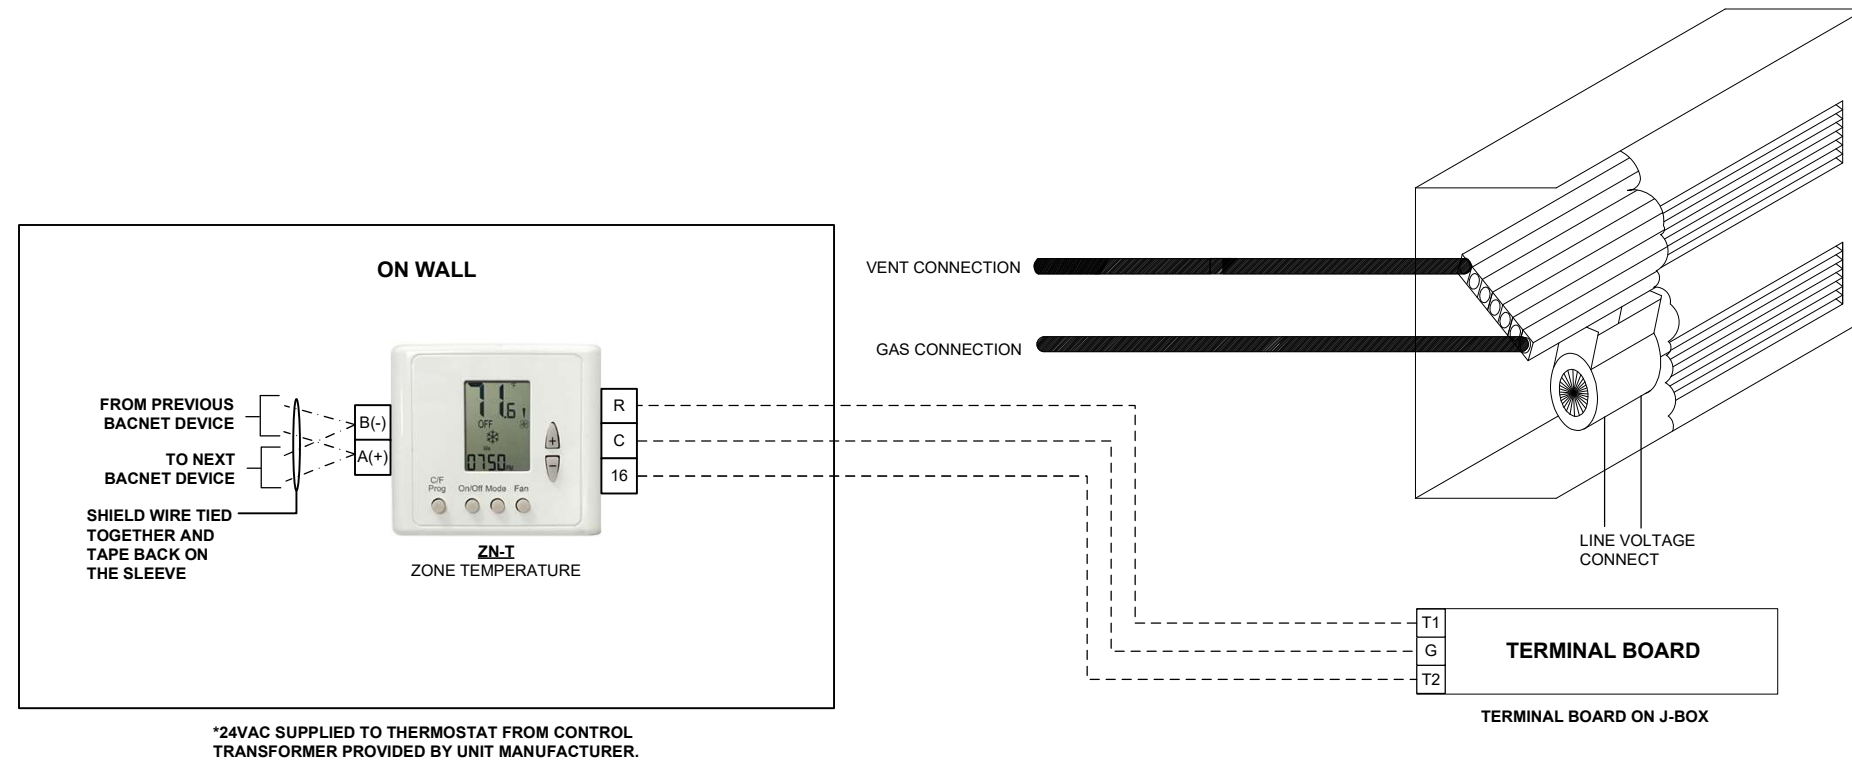 ON WALL
FROM PREVIOUS
BACNET DEVICE
TO NEXT
BACNET DEVICE
SHIELD WIRE TIED
TOGETHER AND
TAPE BACK ON
THE SLEEVE
B(-)
A(+)
71.6
OFF
0750
C/F
Prog
On/Off Mode Fan
+
−
R
C
16
ZN-T
ZONE TEMPERATURE
*24VAC SUPPLIED TO THERMOSTAT FROM CONTROL
TRANSFORMER PROVIDED BY UNIT MANUFACTURER.
VENT CONNECTION
GAS CONNECTION
LINE VOLTAGE
CONNECT
T1
G
T2
TERMINAL BOARD
TERMINAL BOARD ON J-BOX